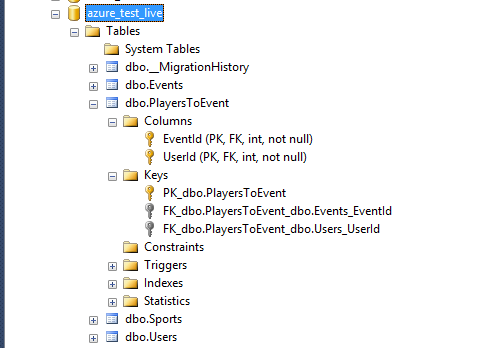 azure_test_live
Tables
System Tables
dbo.__MigrationHistory
dbo.Events
dbo.PlayersToEvent
Columns
EventId (PK, FK, int, not null)
UserId (PK, FK, int, not null)
Keys
PK_dbo.PlayersToEvent
FK_dbo.PlayersToEvent_dbo.Events_EventId
FK_dbo.PlayersToEvent_dbo.Users_UserId
Constraints
Triggers
Indexes
Statistics
dbo.Sports
dbo.Users